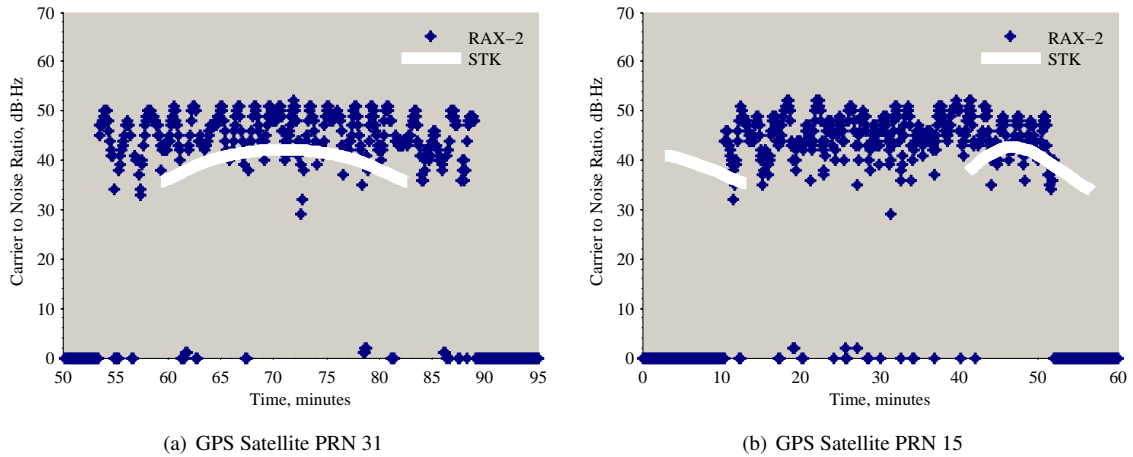 70
60
50
40
30
20
10
0
Carrier to Noise Ratio, dB·Hz
RAX−2
STK
50 55 60 65 70 75 80 85 90 95
Time, minutes
(a) GPS Satellite PRN 31
70
60
50
40
30
20
10
0
Carrier to Noise Ratio, dB·Hz
RAX−2
STK
0 10 20 30 40 50 60
Time, minutes
(b) GPS Satellite PRN 15